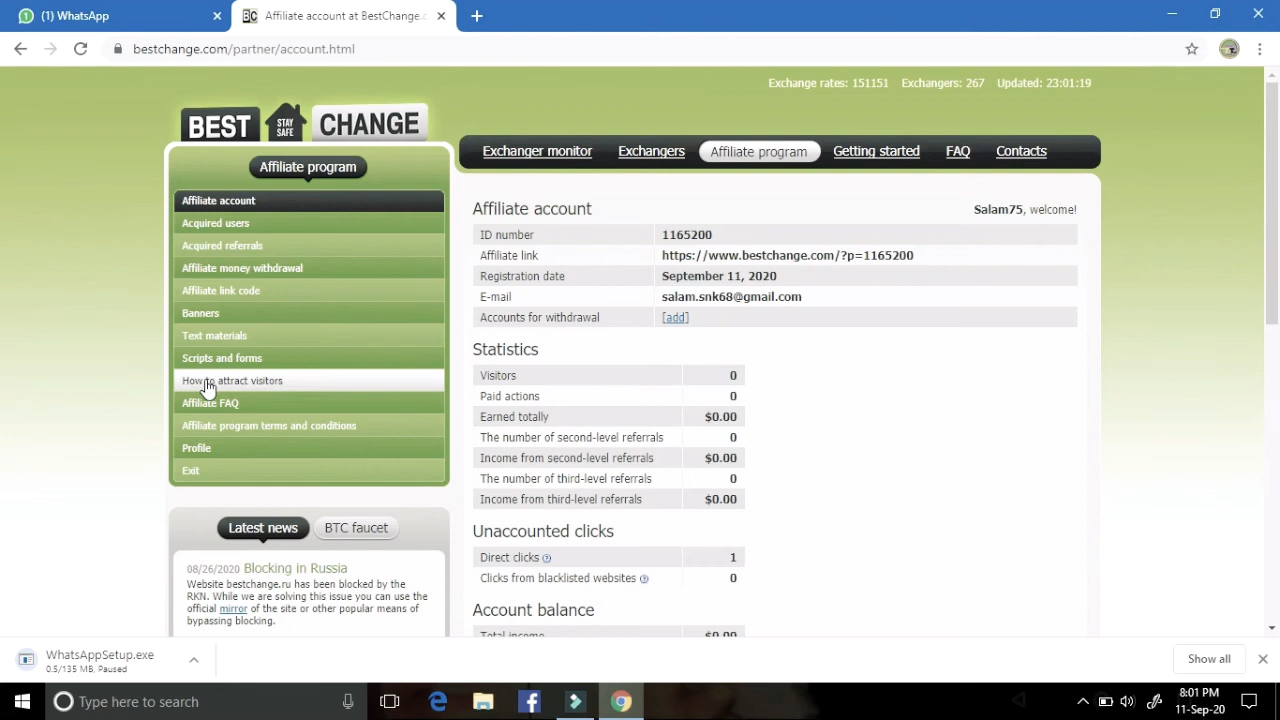 (1) WhatsApp
Affiliate account at BestChange.c
bestchange.com/partner/account.html
Exchange rates: 151151 Exchangers: 267 Updated: 23:01:19
BEST STAY SAFE CHANGE
Exchanger monitor Exchangers Affiliate program Getting started FAQ Contacts
Affiliate program
Affiliate account
Acquired users
Acquired referrals
Affiliate money withdrawal
Affiliate link code
Banners
Text materials
Scripts and forms
How to attract visitors
Affiliate FAQ
Affiliate program terms and conditions
Profile
Exit
Latest news BTC faucet
08/26/2020 Blocking in Russia
Website bestchange.ru has been blocked by the
RKN. While we are solving this issue you can use the
official mirror of the site or other popular means of
bypassing blocking.
Affiliate account
Salam75, welcome!
ID number 1165200
Affiliate link https://www.bestchange.com/?p=1165200
Registration date September 11, 2020
E-mail salam.snk68@gmail.com
Accounts for withdrawal [add]
Statistics
Visitors 0
Paid actions 0
Earned totally $0.00
The number of second-level referrals 0
Income from second-level referrals $0.00
The number of third-level referrals 0
Income from third-level referrals $0.00
Unaccounted clicks
Direct clicks 1
Clicks from blacklisted websites 0
Account balance
Total income $0.00
WhatsAppSetup.exe
0.5/135 MB, Paused
Show all
Type here to search
8:01 PM
11-Sep-20